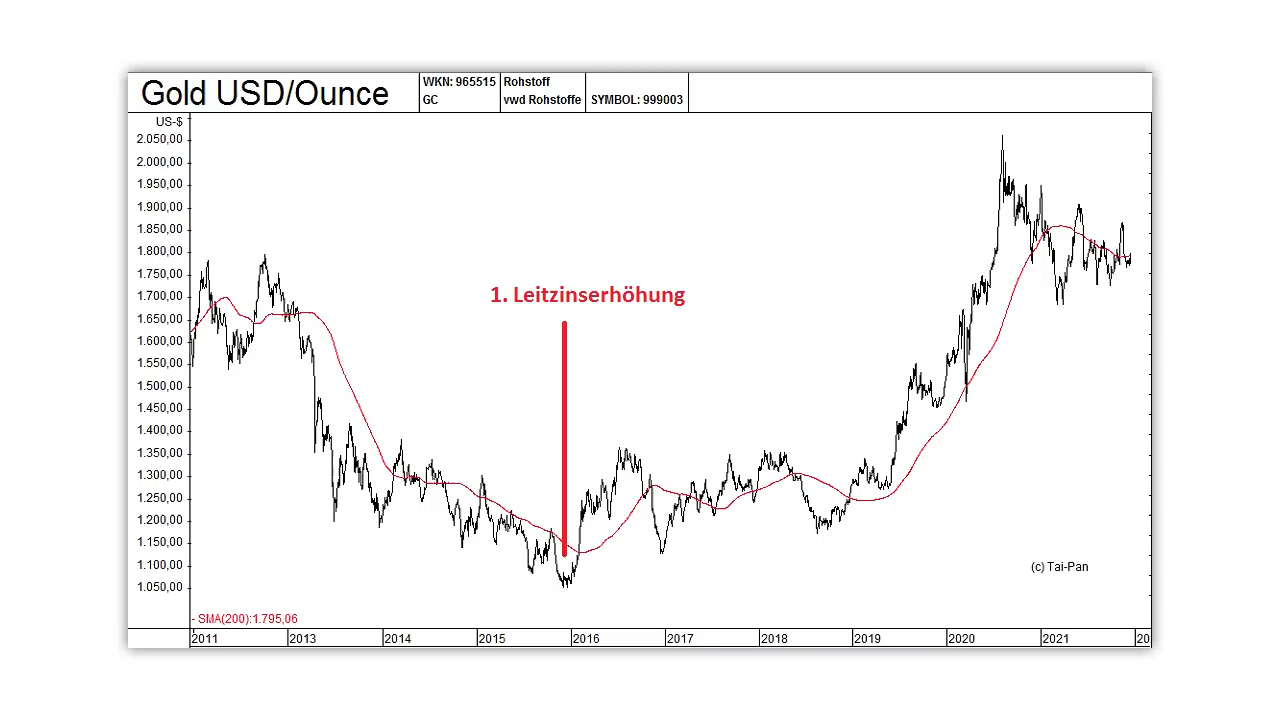 Gold USD/Ounce
WKN: 965515
GC
Rohstoff
vwd Rohstoffe
SYMBOL: 999003
US-$
2.050,00
2.000,00
1.950,00
1.900,00
1.850,00
1.800,00
1.750,00
1.700,00
1.650,00
1.600,00
1.550,00
1.500,00
1.450,00
1.400,00
1.350,00
1.300,00
1.250,00
1.200,00
1.150,00
1.100,00
1.050,00
1. Leitzinserhöhung
(c) Tai-Pan
- SMA(200):1.795,06
2011 2013 2014 2015 2016 2017 2018 2019 2020 2021 20